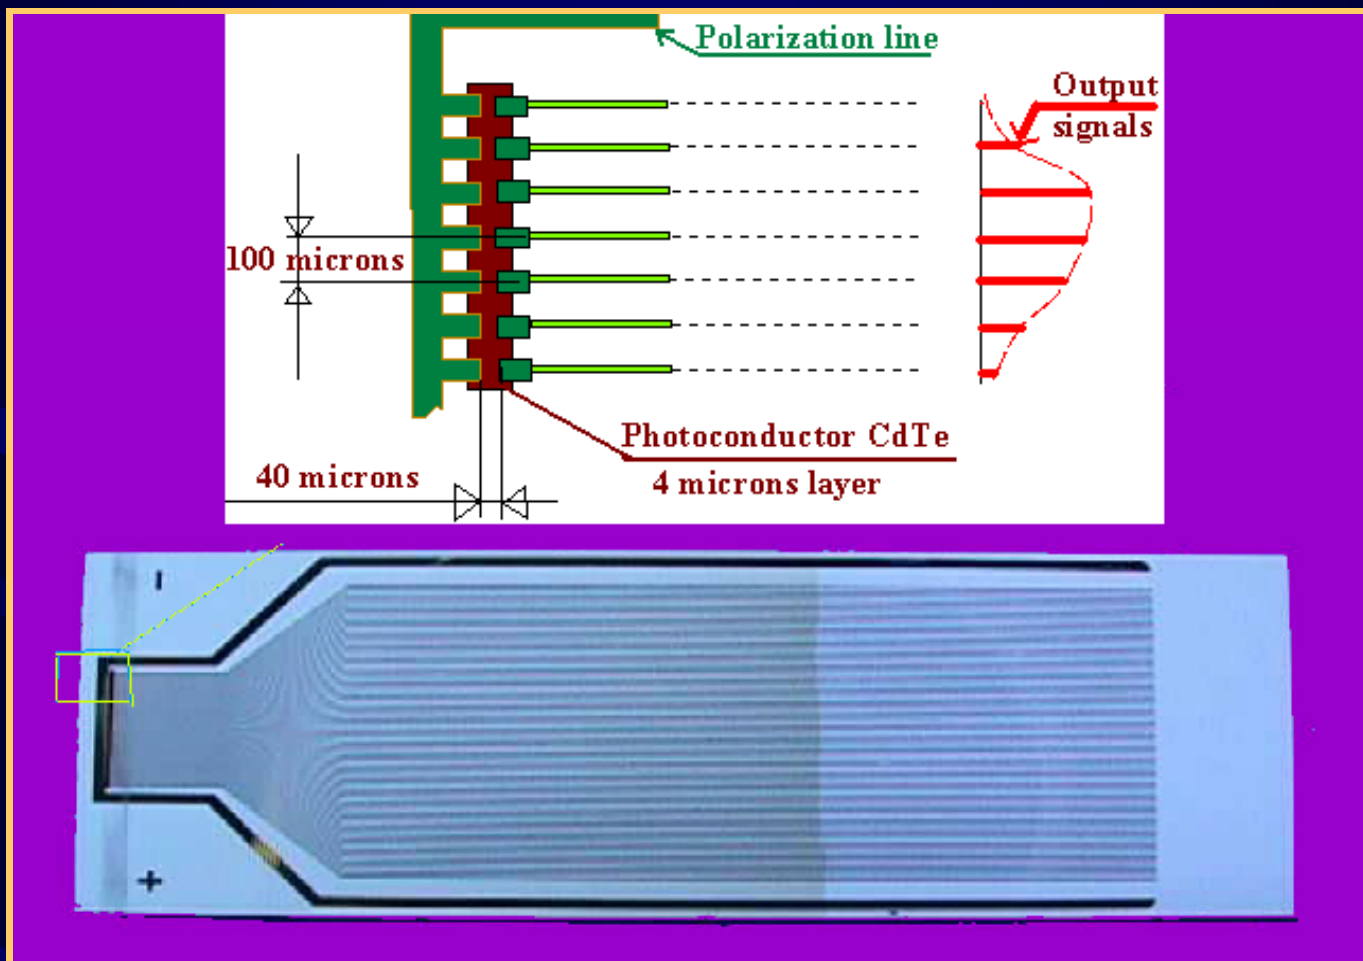 Polarization line
Output
signals
100 microns
Photoconductor CdTe
40 microns
4 microns layer
-
+